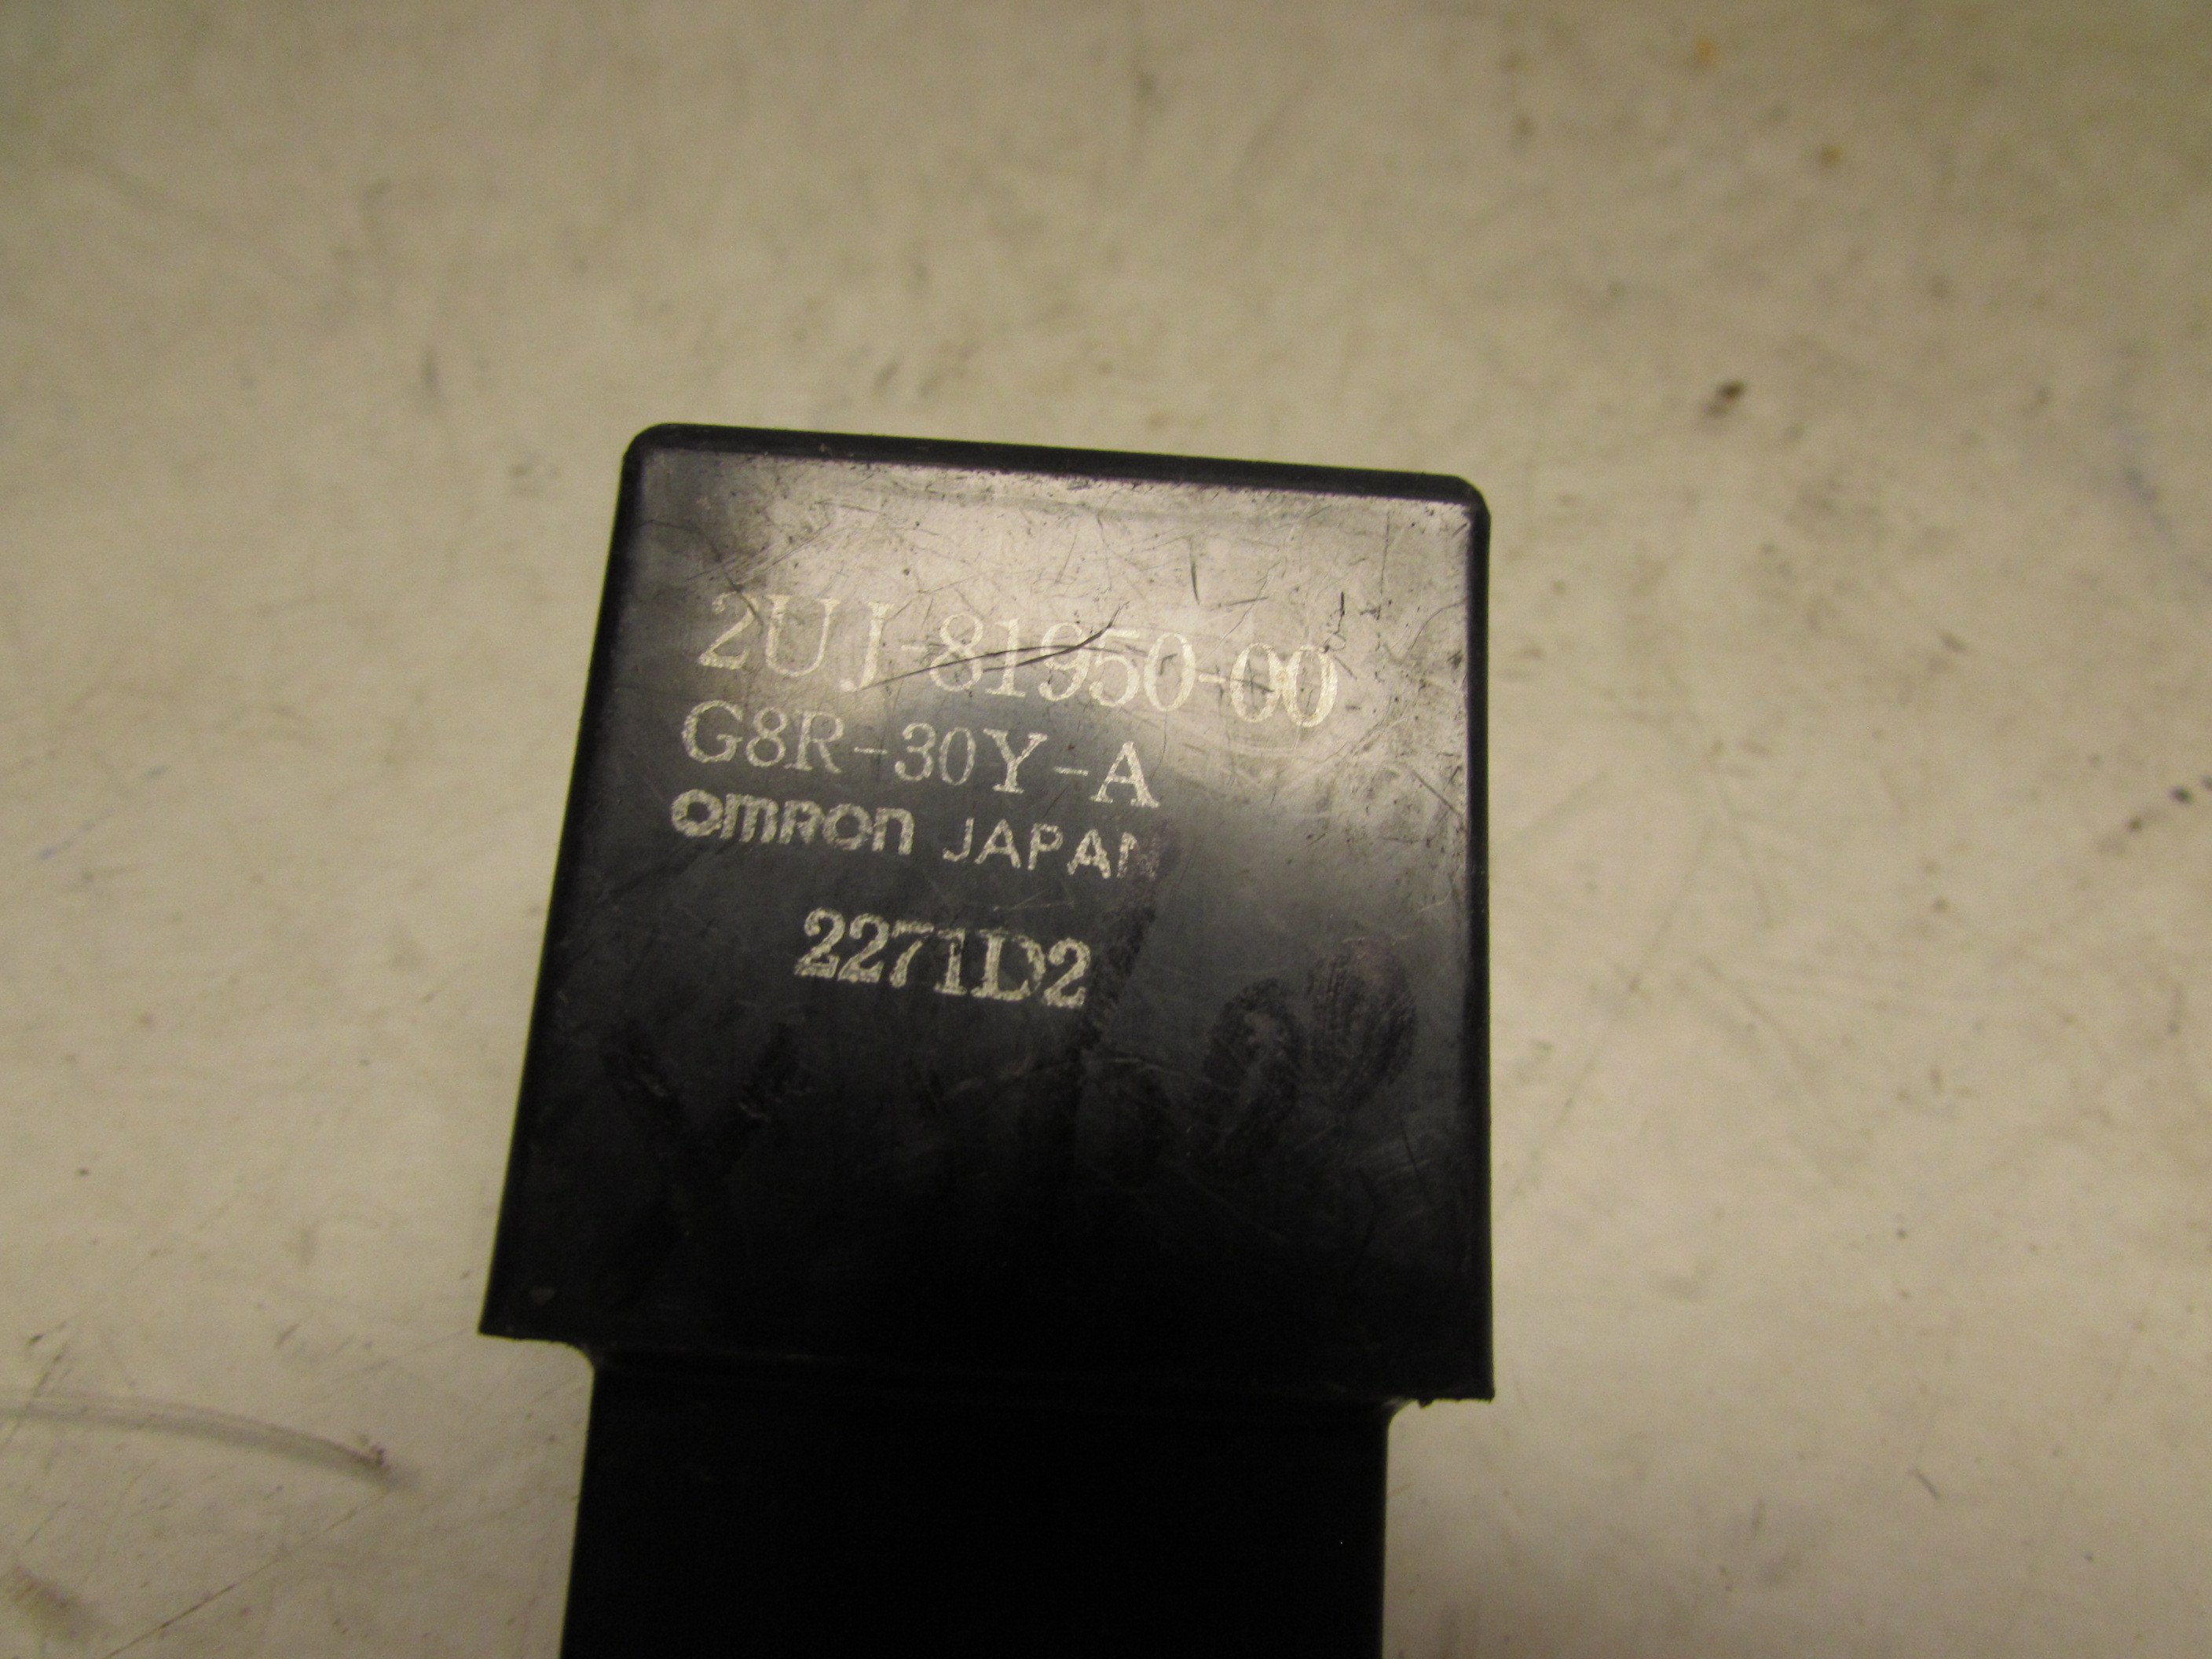 2UJ-81950-00
G8R-30Y-A
omron JAPAN
2271D2